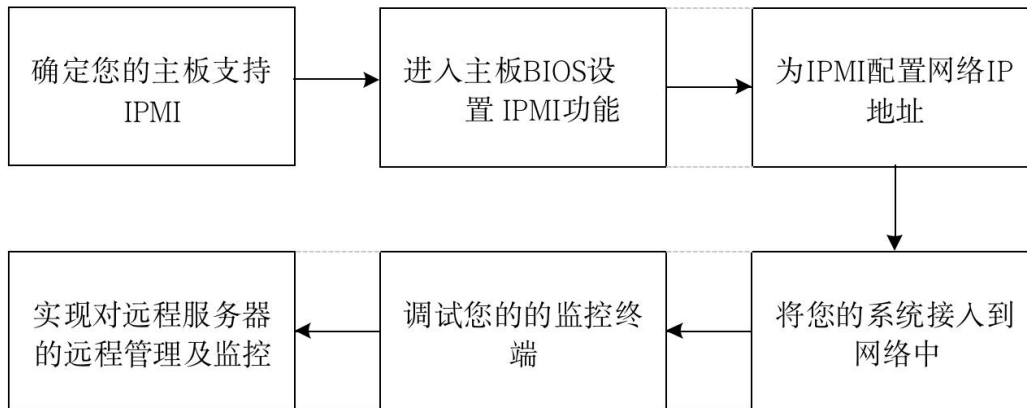 确定您的主板支持
IPMI
进入主板BIOS设
置 IPMI功能
为IPMI配置网络IP
地址
将您的系统接入到
网络中
调试您的的监控终
端
实现对远程服务器
的远程管理及监控